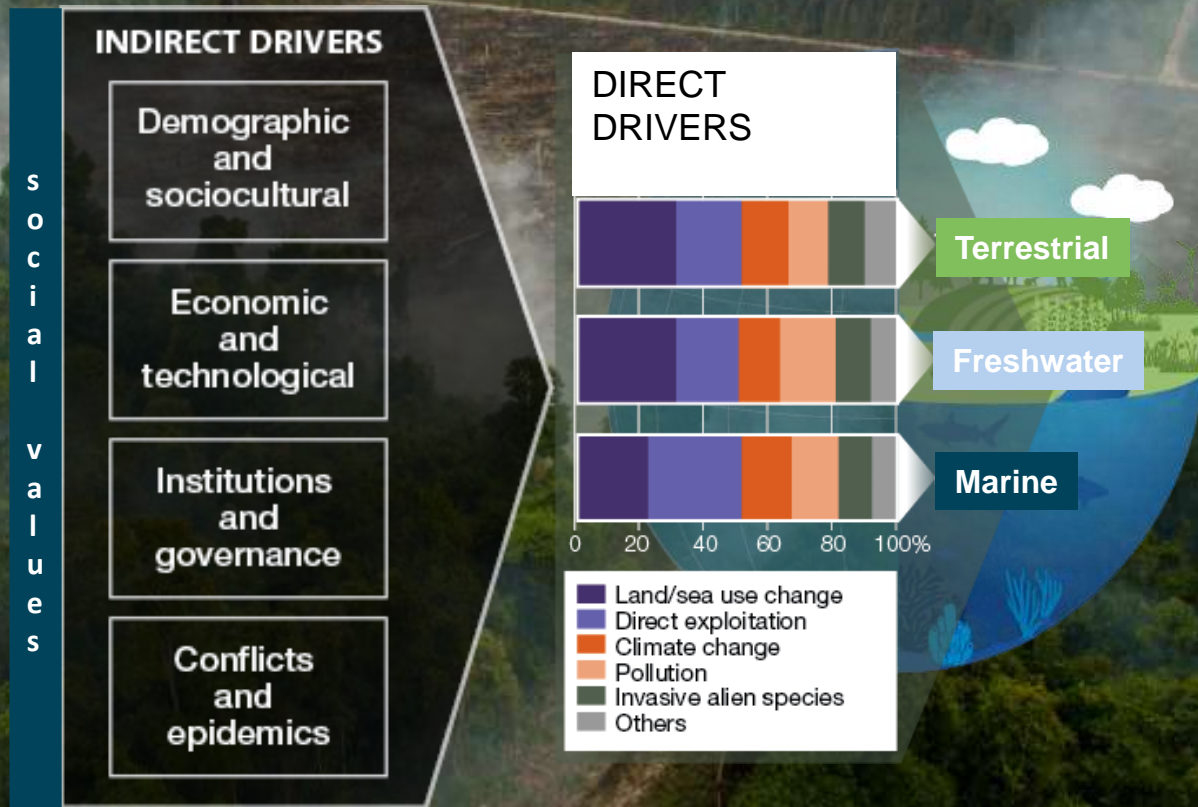 social values
INDIRECT DRIVERS
Demographic
and
sociocultural
Economic
and
technological
Institutions
and
governance
Conflicts
and
epidemics
DIRECT
DRIVERS
Terrestrial
Freshwater
Marine
0 20 40 60 80 100%
Land/sea use change
Direct exploitation
Climate change
Pollution
Invasive alien species
Others